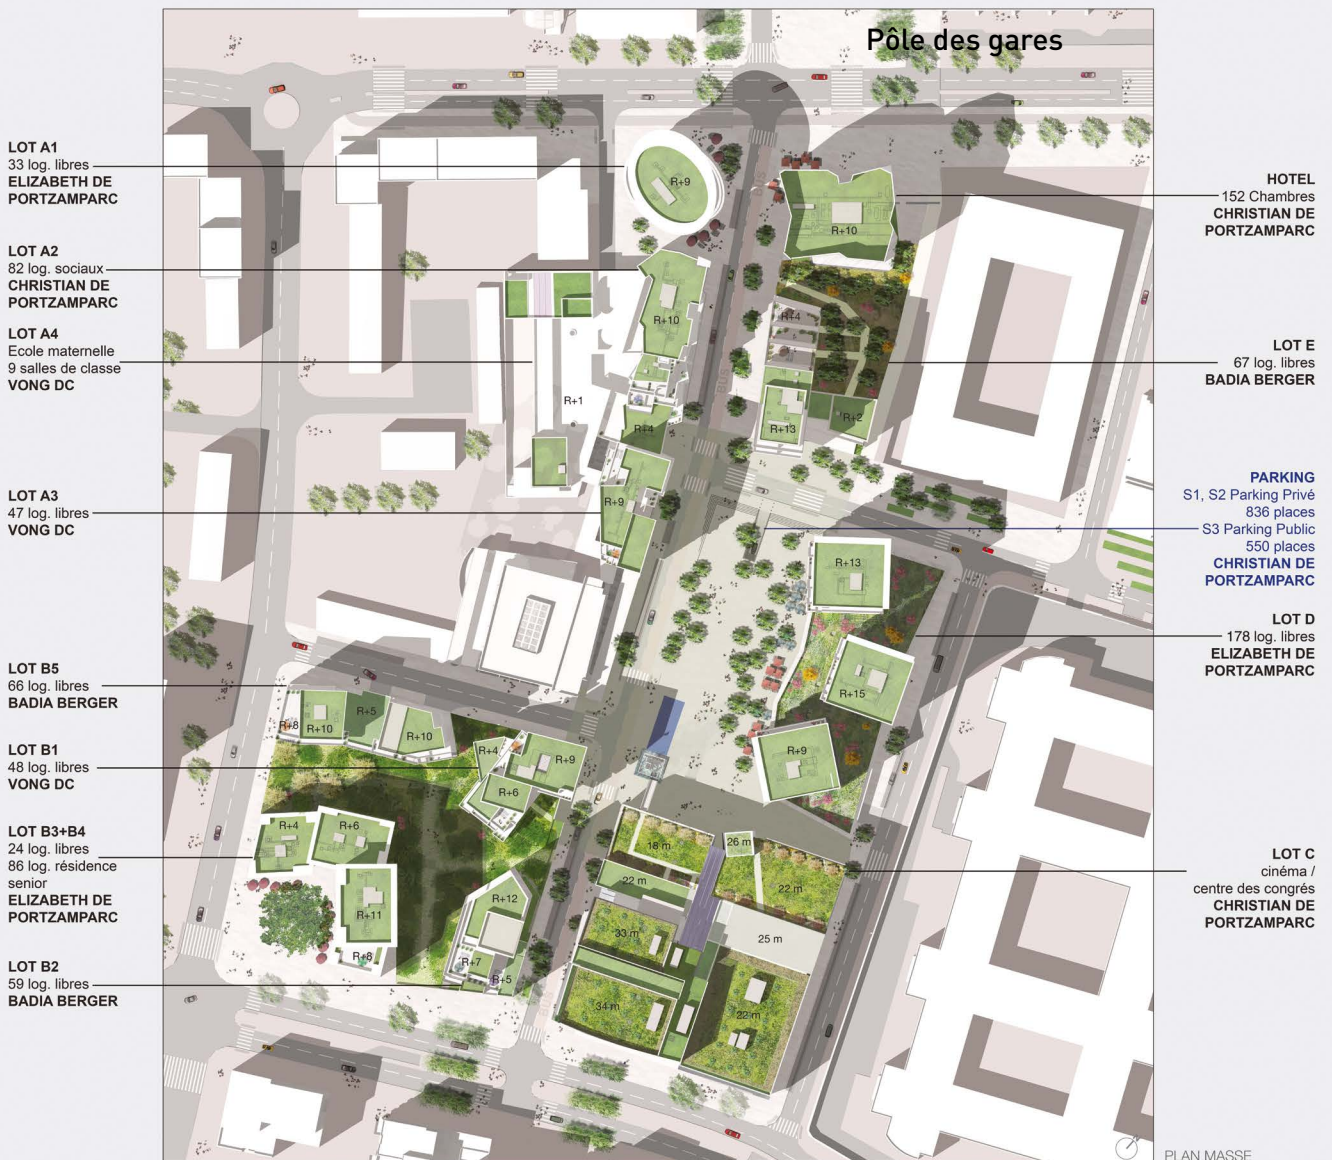 Pôle des gares
LOT A1
33 log. libres
ELIZABETH DE
PORTZAMPARC
LOT A2
82 log. sociaux
CHRISTIAN DE
PORTZAMPARC
LOT A4
Ecole maternelle
9 salles de classe
VONG DC
LOT A3
47 log. libres
VONG DC
LOT B5
66 log. libres
BADIA BERGER
LOT B1
48 log. libres
VONG DC
LOT B3+B4
24 log. libres
86 log. résidence
senior
ELIZABETH DE
PORTZAMPARC
LOT B2
59 log. libres
BADIA BERGER
R+9
BUS
R+10
R+10
R+4
BUS
R+1
R+4
R+13
R+2
R+9
R+13
R+15
R+9
R+8
R+10
R+5
R+10
R+4
R+9
R+6
R+4
R+6
R+11
R+8
R+12
R+7
R+5
BUS
18 m
26 m
22 m
22 m
33 m
25 m
34 m
22 m
HOTEL
152 Chambres
CHRISTIAN DE
PORTZAMPARC
LOT E
67 log. libres
BADIA BERGER
PARKING
S1, S2 Parking Privé
836 places
S3 Parking Public
550 places
CHRISTIAN DE
PORTZAMPARC
LOT D
178 log. libres
ELIZABETH DE
PORTZAMPARC
LOT C
cinéma /
centre des congrés
CHRISTIAN DE
PORTZAMPARC
PLAN MASSE